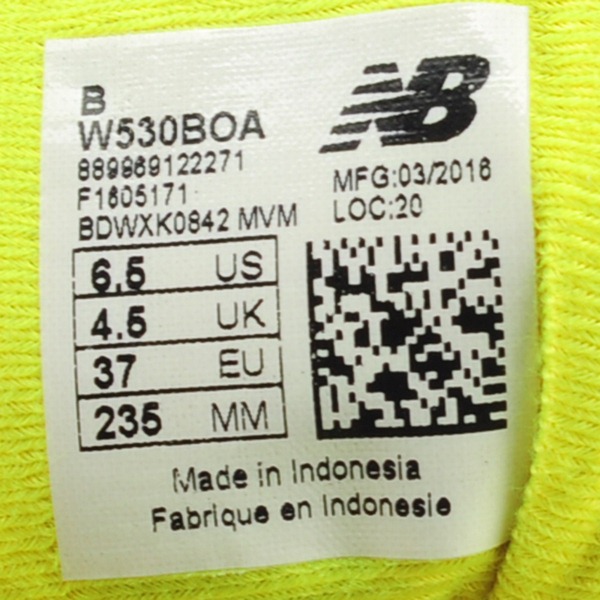 B
W530BOA
889969122271
F1605171
BDWXK0842 MVM
NB
MFG:03/2016
LOC:20
6.5 US
4.5 UK
37 EU
235 MM
Made in Indonesia
Fabrique en Indonesie